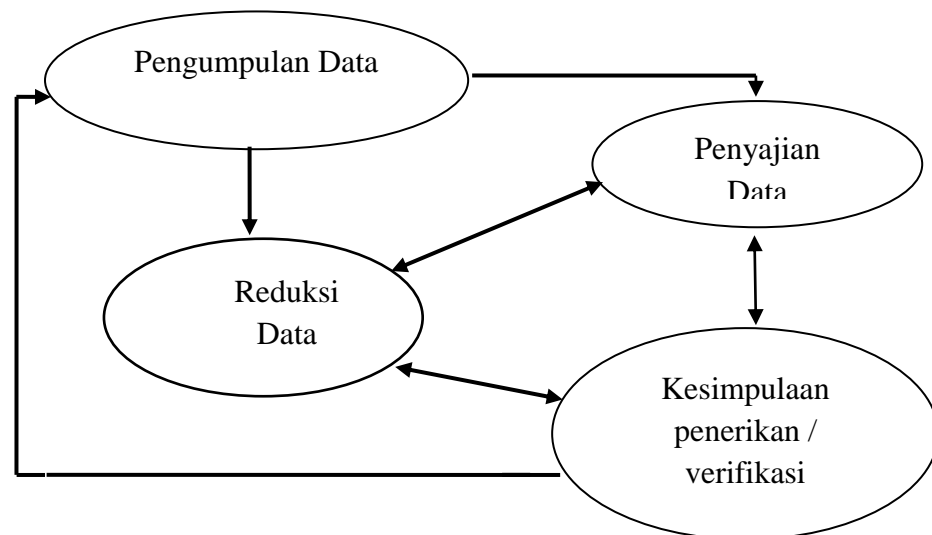 Pengumpulan Data
Penyajian
Data
Reduksi
Data
Kesimpulaan
penerikan /
verifikasi